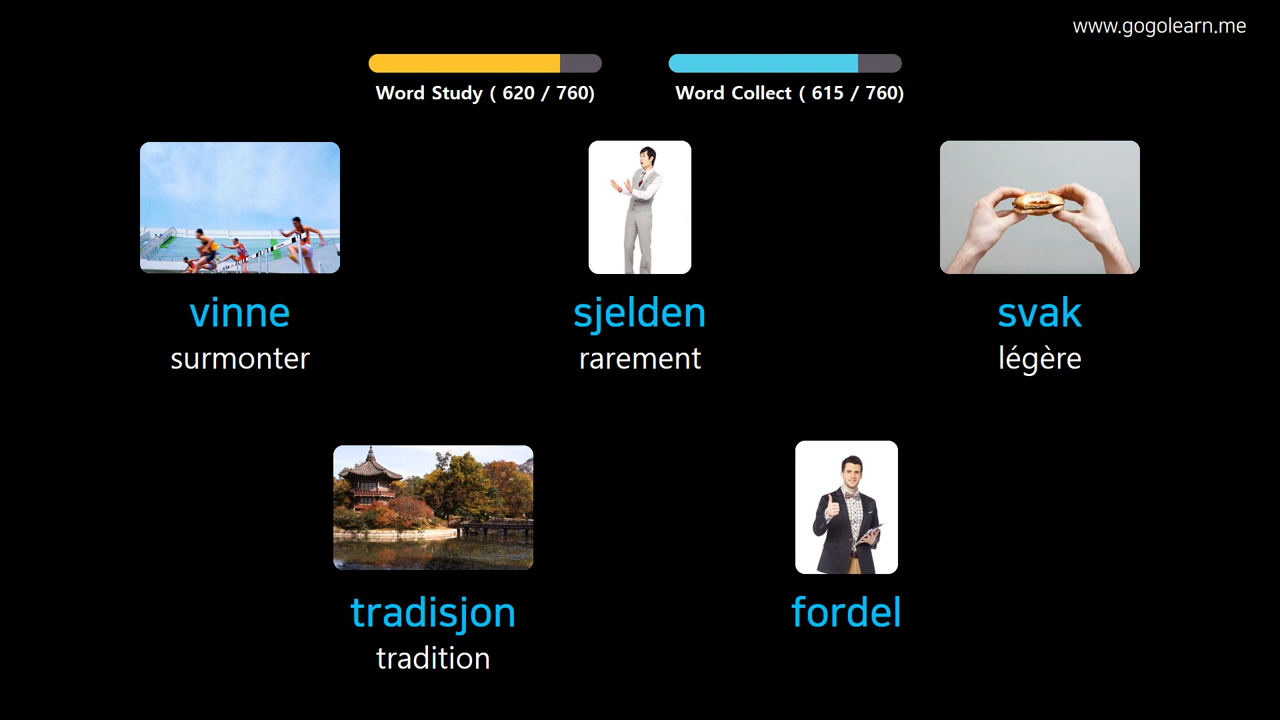 www.gogolearn.me
Word Study ( 620 / 760)
Word Collect ( 615 / 760)
vinne
surmonter
sjelden
rarement
svak
légère
tradisjon
tradition
fordel